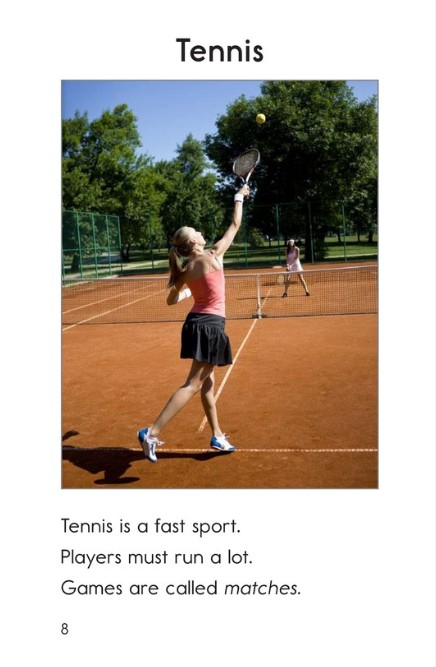 Tennis
Tennis is a fast sport.
Players must run a lot.
Games are called matches.
8